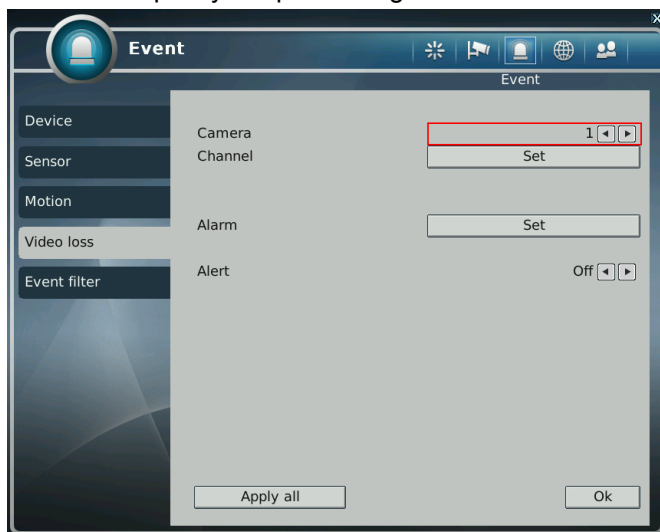 Event
Event
Device
Sensor
Motion
Video loss
Event filter
Camera 1
Channel Set
Alarm Set
Alert Off
Apply all Ok